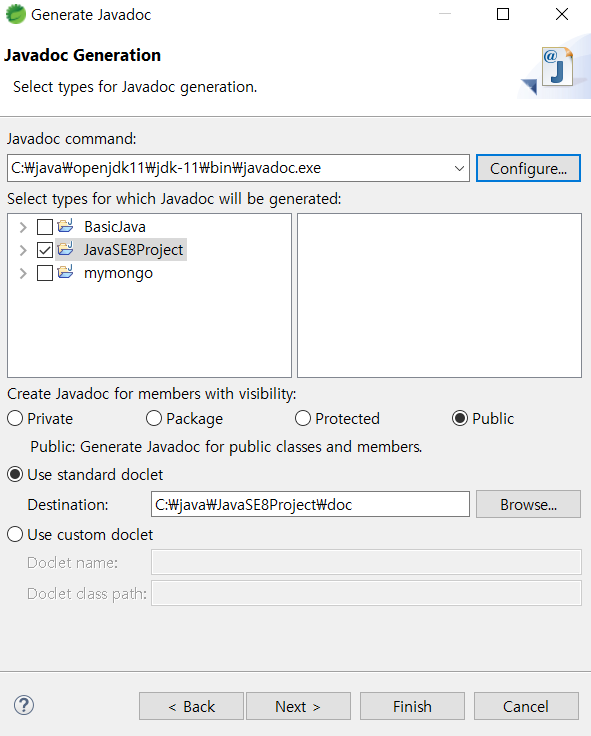 Generate Javadoc
Javadoc Generation
Select types for Javadoc generation.
@J
Javadoc command:
C:₩java₩openjdk11₩jdk-11₩bin₩javadoc.exe
Configure...
Select types for which Javadoc will be generated:
BasicJava
JavaSE8Project
mymongo
Create Javadoc for members with visibility:
Private Package Protected Public
Public: Generate Javadoc for public classes and members.
Use standard doclet
Destination: C:₩java₩JavaSE8Project₩doc Browse...
Use custom doclet
Doclet name:
Doclet class path:
? < Back Next > Finish Cancel